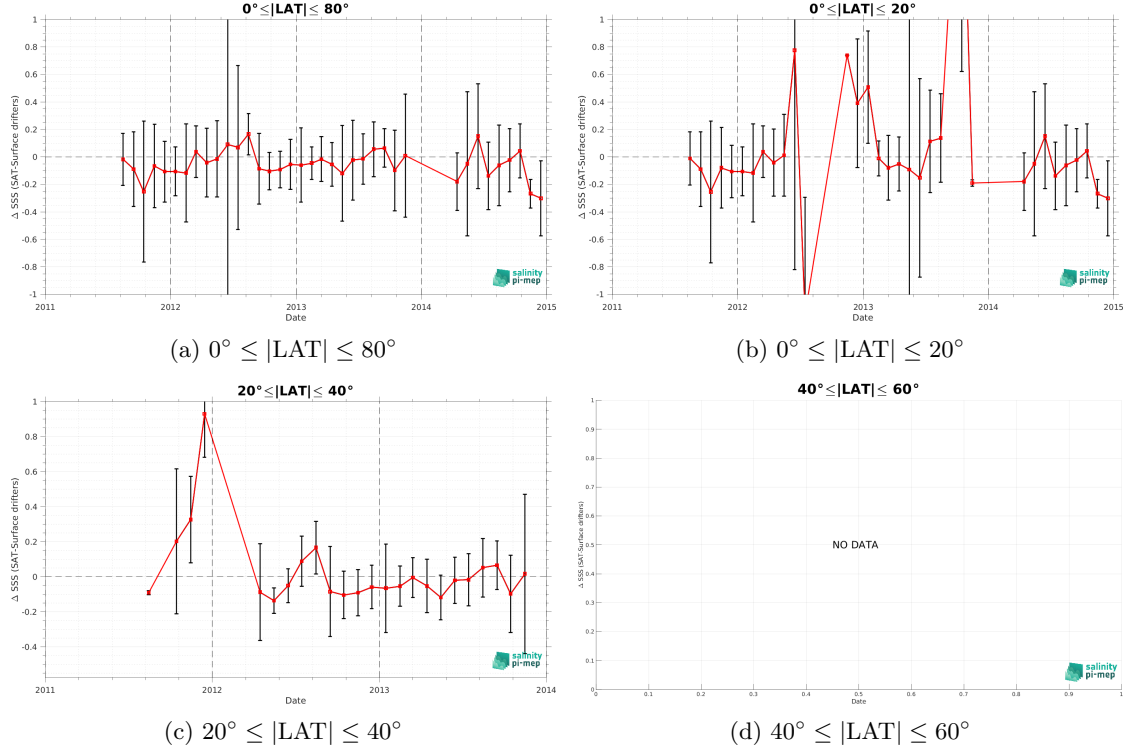 0°≤|LAT|≤ 80°
1
0.8
0.6
0.4
0.2
0
-0.2
-0.4
-0.6
-0.8
-1
Δ SSS (SAT-Surface drifters)
2011
2012
2013
2014
2015
Date
salinity
pi-mep
(a) 0° ≤ |LAT| ≤ 80°
0°≤|LAT|≤ 20°
1
0.8
0.6
0.4
0.2
0
-0.2
-0.4
-0.6
-0.8
-1
Δ SSS (SAT-Surface drifters)
2011
2012
2013
2014
2015
Date
salinity
pi-mep
(b) 0° ≤ |LAT| ≤ 20°
20°≤|LAT|≤ 40°
1
0.8
0.6
0.4
0.2
0
-0.2
-0.4
Δ SSS (SAT-Surface drifters)
2011
2012
2013
2014
Date
salinity
pi-mep
(c) 20° ≤ |LAT| ≤ 40°
40°≤|LAT|≤ 60°
1
0.9
0.8
0.7
0.6
0.5
0.4
0.3
0.2
0.1
0
Δ SSS (SAT-Surface drifters)
NO DATA
0
0.1
0.2
0.3
0.4
0.5
0.6
0.7
0.8
0.9
1
Date
salinity
pi-mep
(d) 40° ≤ |LAT| ≤ 60°